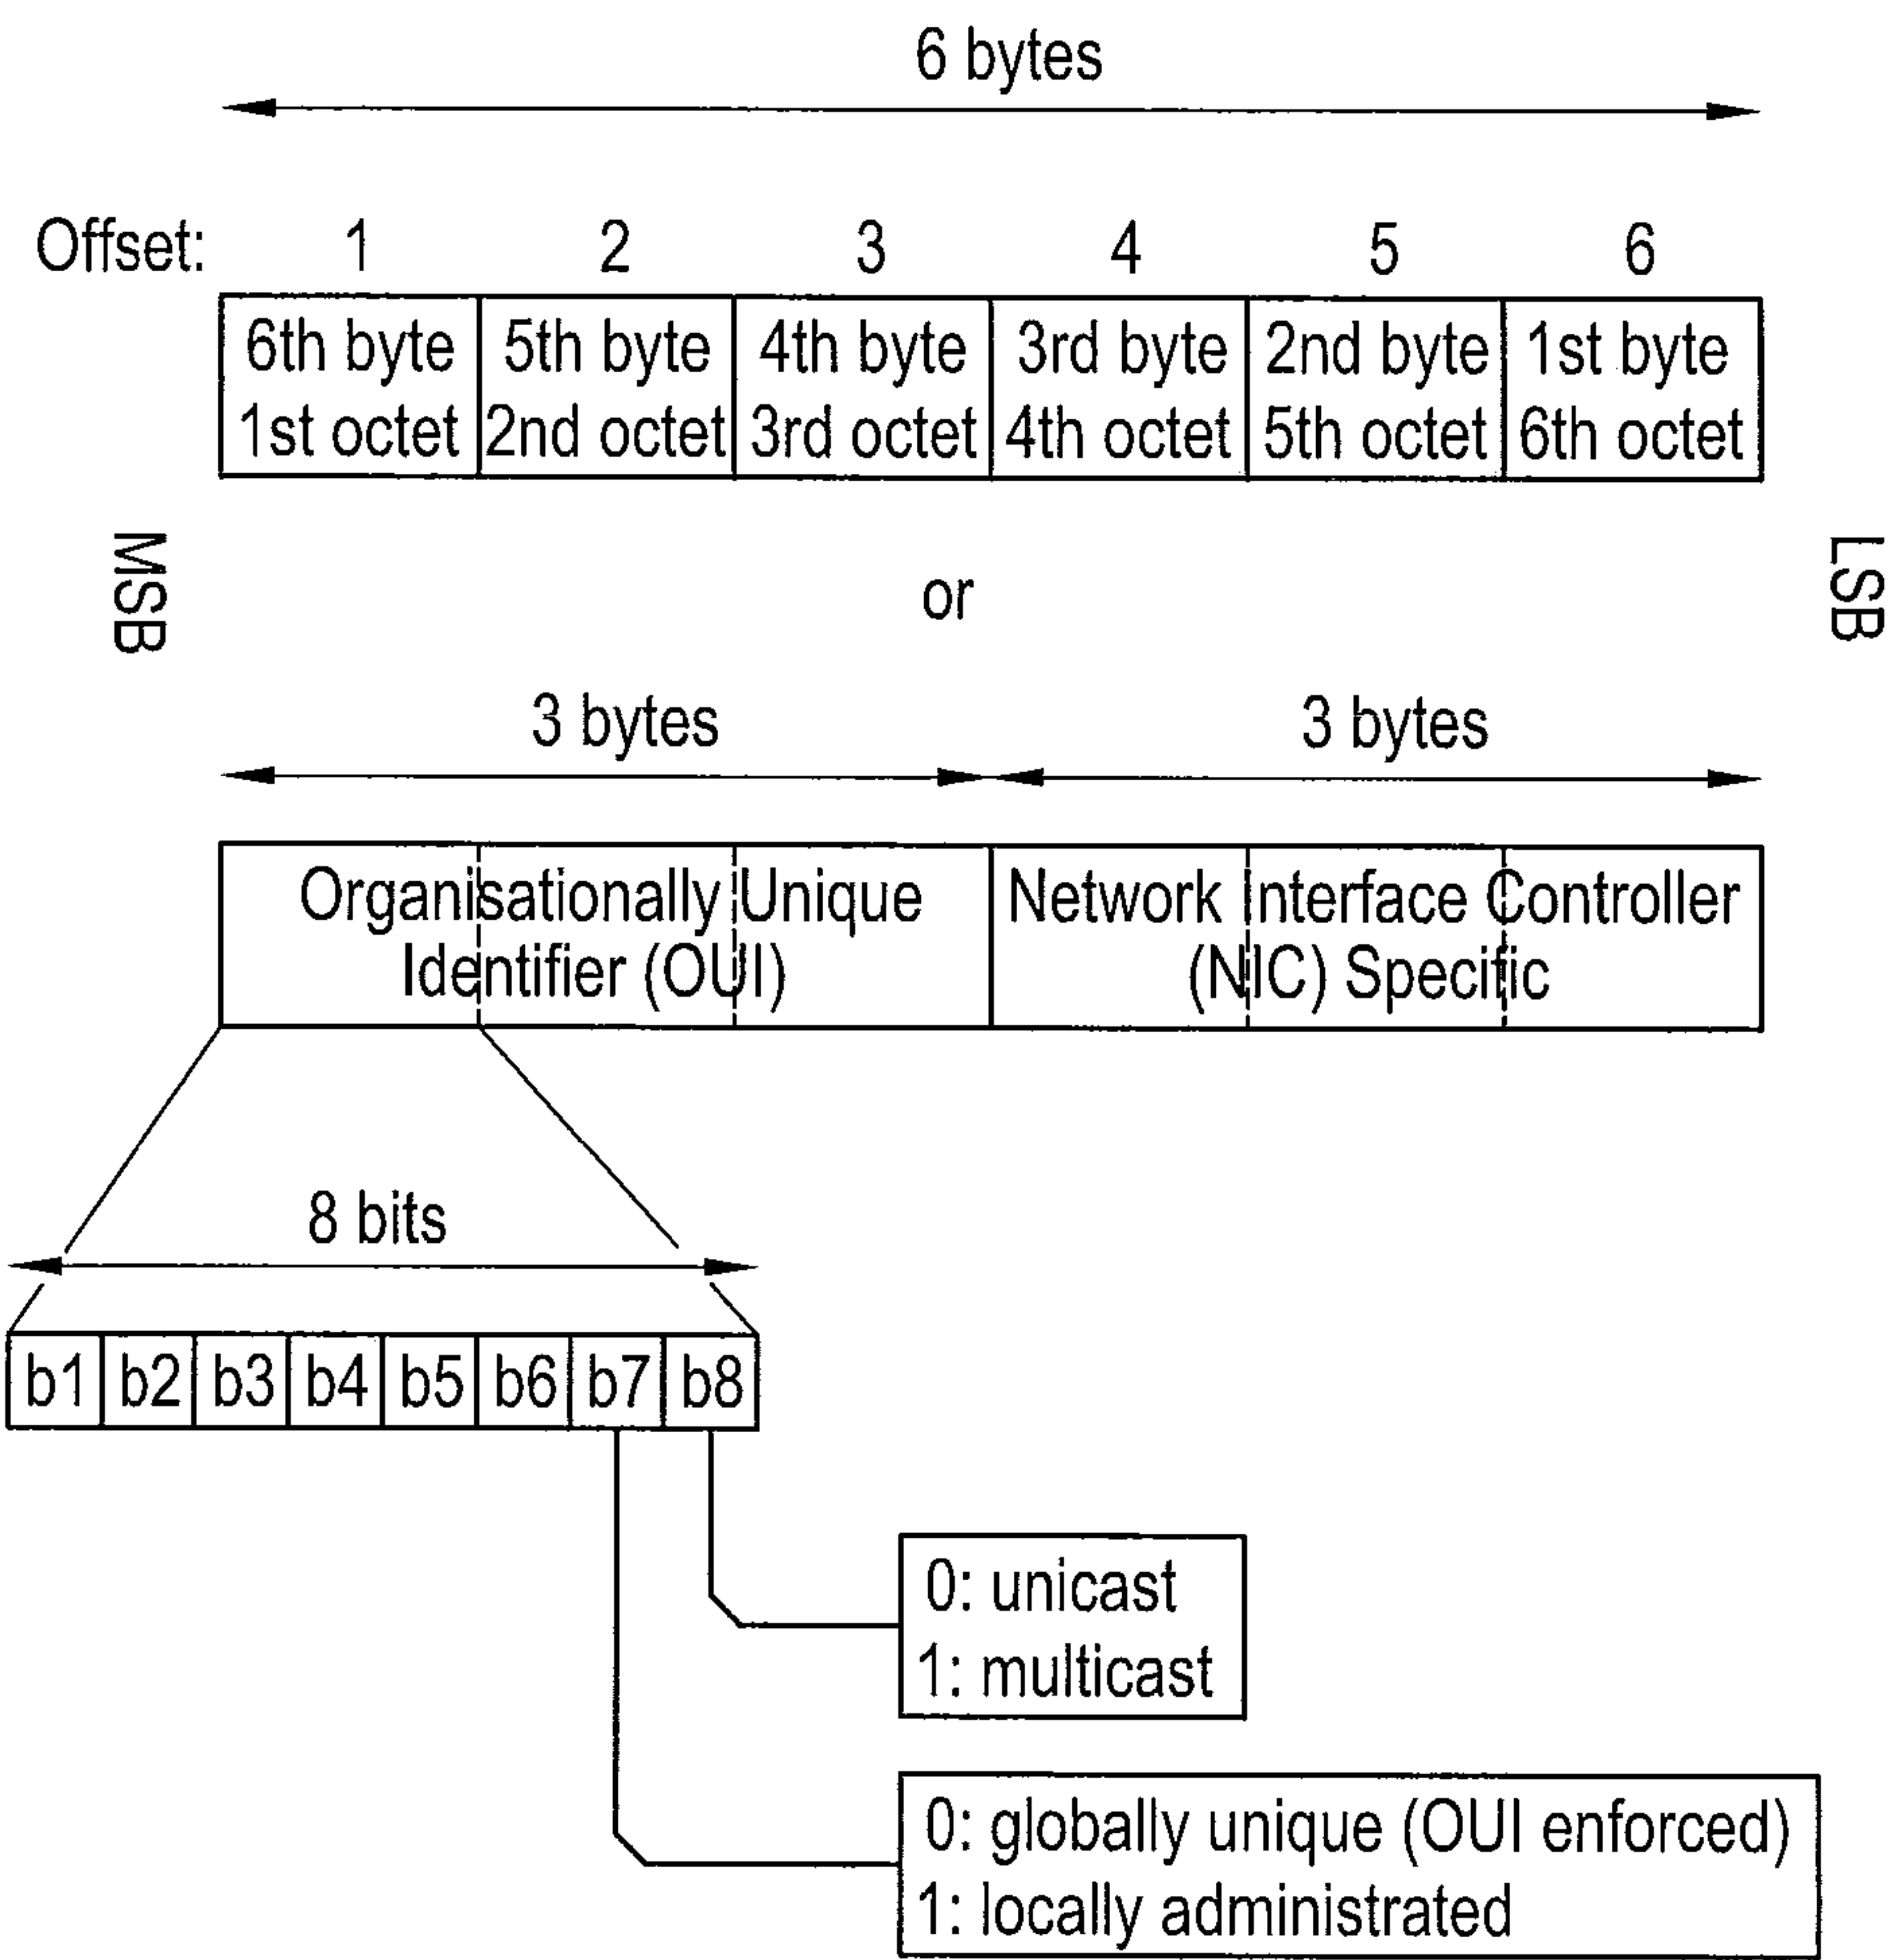 6 bytes
Offset: 1 2 3 4 5 6
6th byte 5th byte 4th byte 3rd byte 2nd byte 1st byte
1st octet 2nd octet 3rd octet 4th octet 5th octet 6th octet
MSB or LSB
3 bytes 3 bytes
Organisationally Unique Network Interface Controller
Identifier (OUI) (NIC) Specific
8 bits
b1 b2 b3 b4 b5 b6 b7 b8
0: unicast
1: multicast
0: globally unique (OUI enforced)
1: locally administrated